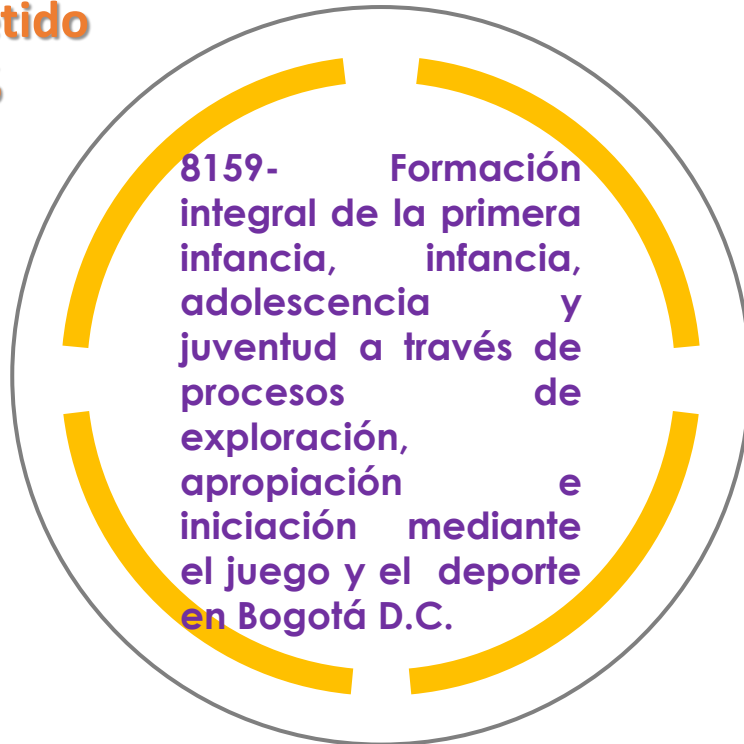 8159- Formación
integral de la primera
infancia, infancia,
adolescencia y
juventud a través de
procesos de
exploración,
apropiación e
iniciación mediante
el juego y el deporte
en Bogotá D.C.